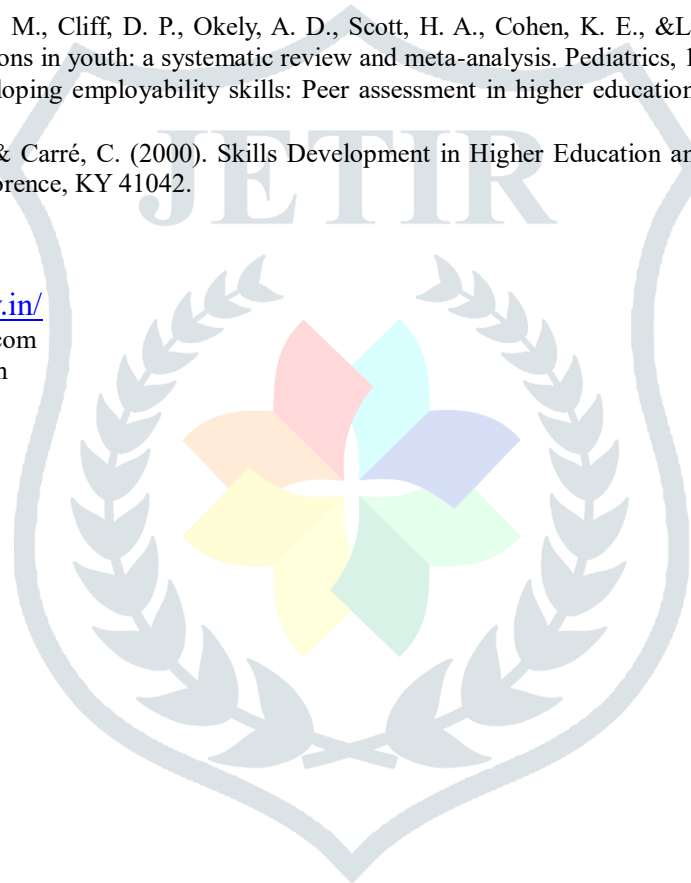 M., Cliff, D. P., Okely, A. D., Scott, H. A., Cohen, K. E., &L
ons in youth: a systematic review and meta-analysis. Pediatrics, 1
loping employability skills: Peer assessment in higher education
& Carré, C. (2000). Skills Development in Higher Education an
orence, KY 41042.
JETIR
.in/
com
n